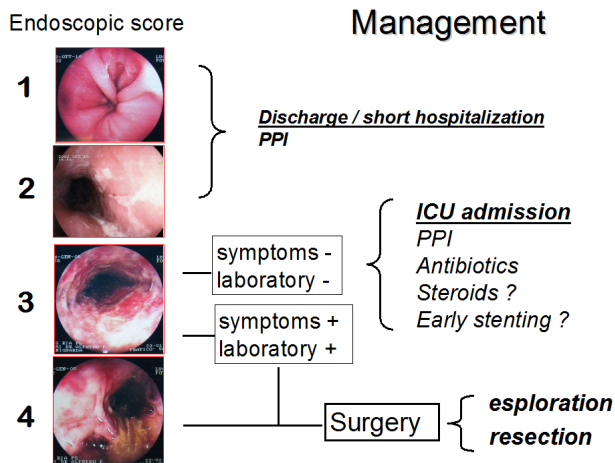 Endoscopic score
Management
1
Discharge / short hospitalization
PPI
2
3
symptoms -
laboratory -
ICU admission
PPI
Antibiotics
Steroids ?
Early stenting ?
symptoms +
laboratory +
4
Surgery
esploration
resection